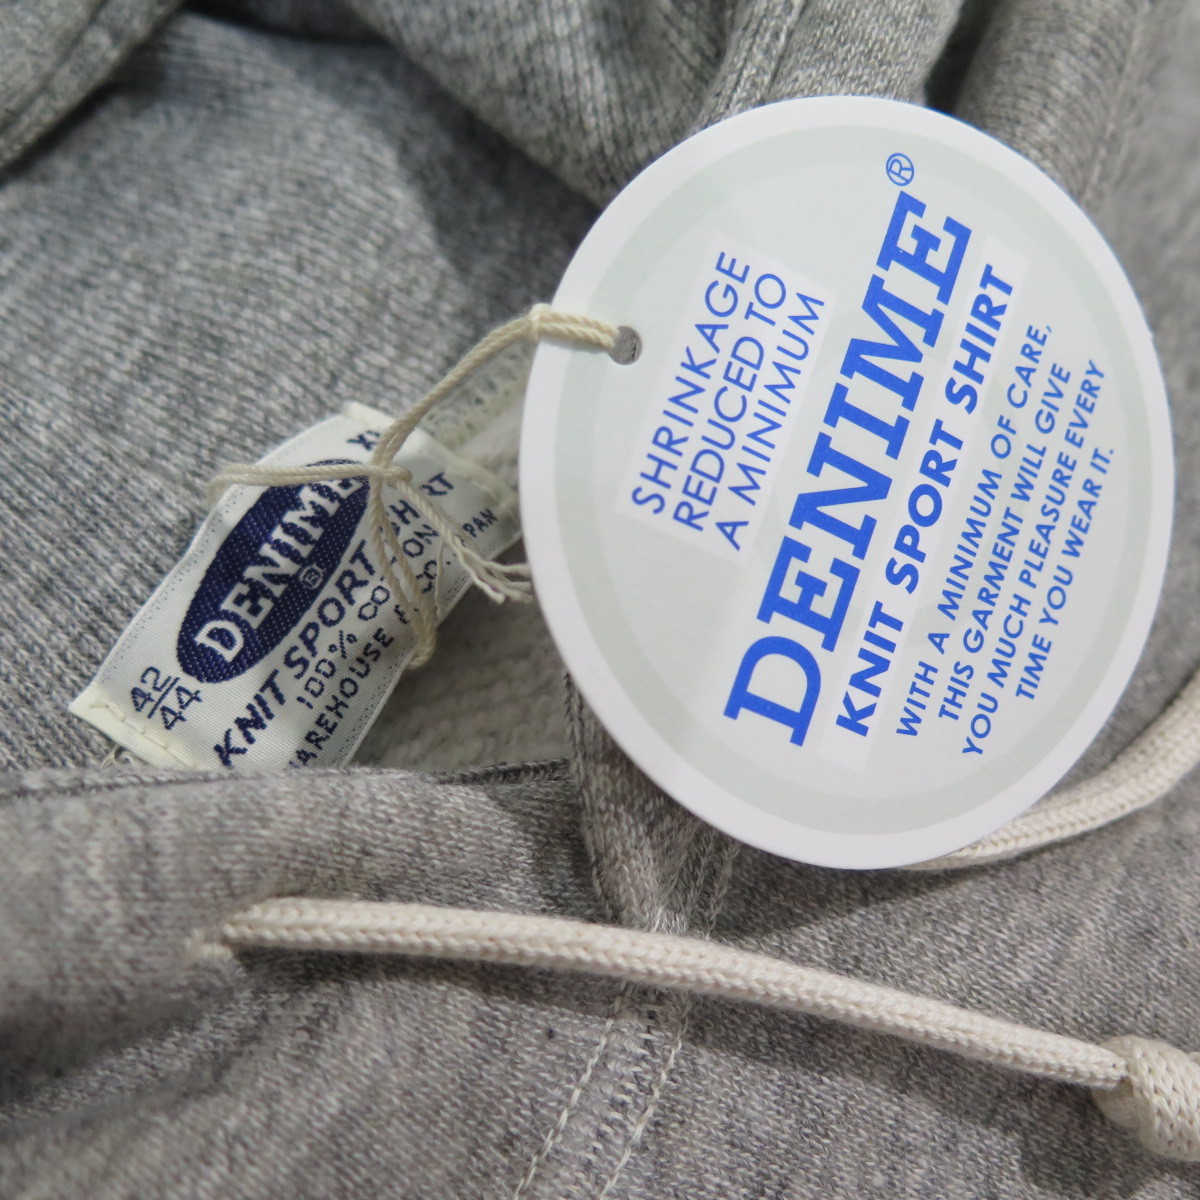 SHRINKAGE
REDUCED TO
A MINIMUM
DENIME®
KNIT SPORT SHIRT
WITH A MINIMUM OF CARE,
THIS GARMENT WILL GIVE
YOU MUCH PLEASURE EVERY
TIME YOU WEAR IT.
42
44
DENIME
®
KNIT SPORT SHIRT
100% COTTON